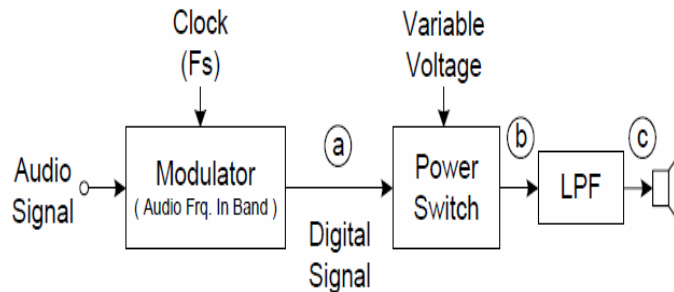 Clock
(Fs)
Variable
Voltage
Audio
Signal
Modulator
( Audio Frq. In Band )
a
Digital
Signal
Power
Switch
b
LPF
c